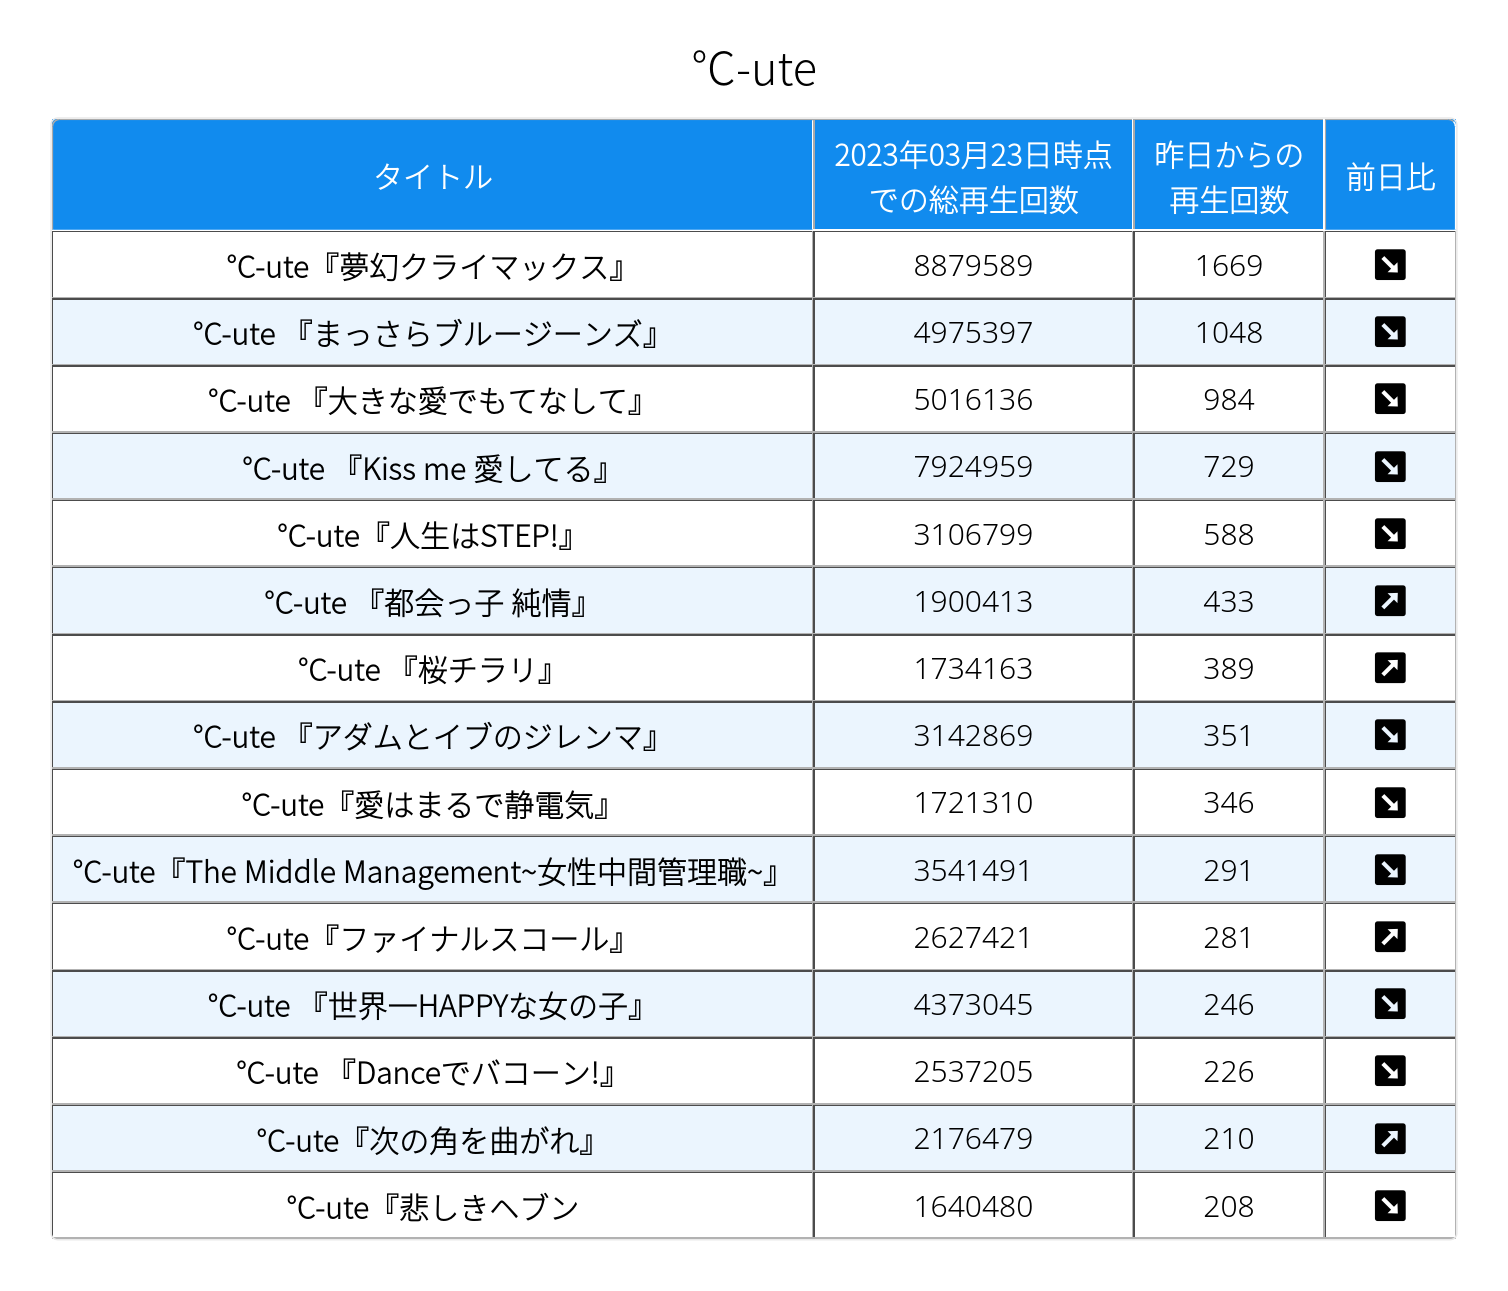 ℃-ute
タイトル
2023年03月23日時点
での総再生回数
昨日からの
再生回数
前日比
℃-ute『夢幻クライマックス』 8879589 1669 ↘
℃-ute 『まっさらブルージーンズ』 4975397 1048 ↘
℃-ute 『大きな愛でもてなして』 5016136 984 ↘
℃-ute 『Kiss me 愛してる』 7924959 729 ↘
℃-ute『人生はSTEP!』 3106799 588 ↘
℃-ute 『都会っ子 純情』 1900413 433 ↗
℃-ute 『桜チラリ』 1734163 389 ↗
℃-ute 『アダムとイブのジレンマ』 3142869 351 ↘
℃-ute『愛はまるで静電気』 1721310 346 ↘
℃-ute『The Middle Management~女性中間管理職~』 3541491 291 ↘
℃-ute『ファイナルスコール』 2627421 281 ↗
℃-ute 『世界一HAPPYな女の子』 4373045 246 ↘
℃-ute 『Danceでバコーン!』 2537205 226 ↘
℃-ute『次の角を曲がれ』 2176479 210 ↗
℃-ute『悲しきヘブン 1640480 208 ↘